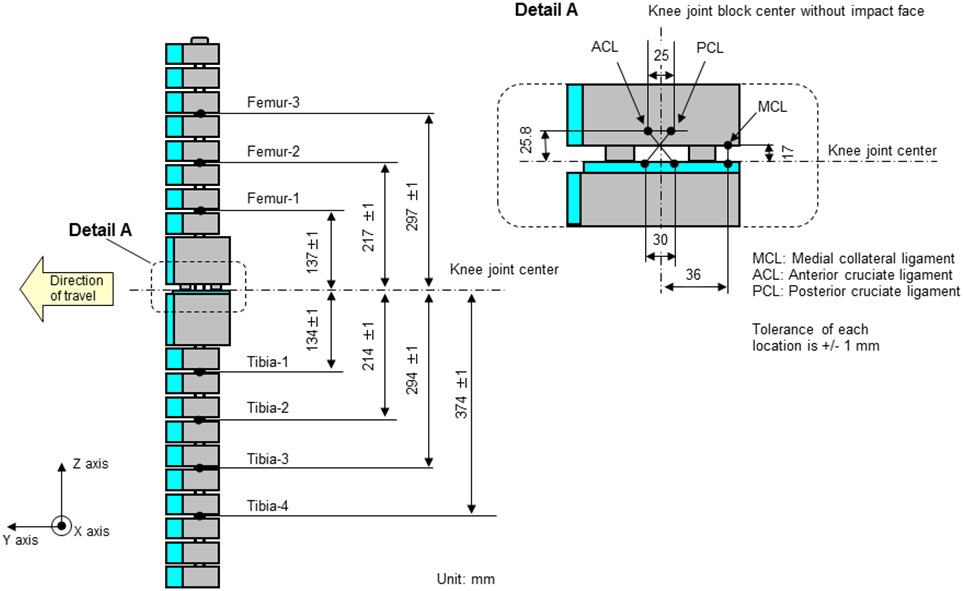 Detail A
Knee joint block center without impact face
ACL
PCL
25
MCL
25.8
17
Knee joint center
30
36
MCL: Medial collateral ligament
ACL: Anterior cruciate ligament
PCL: Posterior cruciate ligament
Tolerance of each
location is +/- 1 mm
Femur-3
Femur-2
Femur-1
137 ±1
217 ±1
297 ±1
Detail A
Direction
of travel
Knee joint center
134±1
214 ±1
294 ±1
374 ±1
Tibia-1
Tibia-2
Tibia-3
Tibia-4
Z axis
X axis
Y axis
Unit: mm